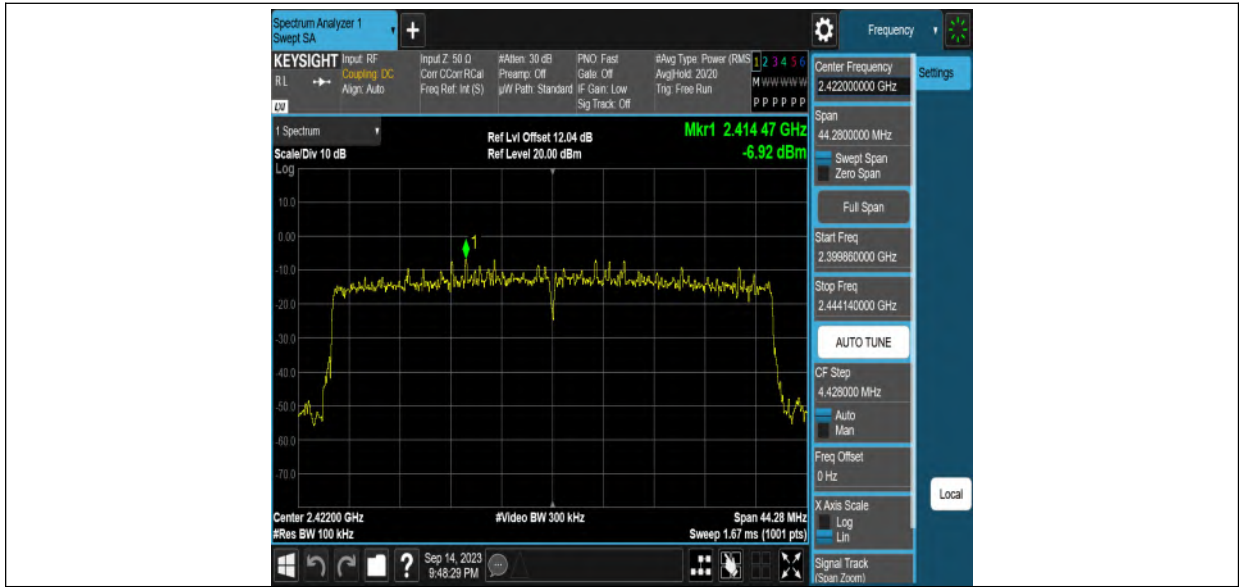 Spectrum Analyzer 1
Swept SA
+
Frequency
KEYSIGHT
RL
LXI
Input: RF
Coupling: DC
Align: Auto
Input Z: 50 Ω
Corr CCorr RCal
Freq Ref: Int (S)
#Atten: 30 dB
Preamp: Off
µW Path: Standard
PNO: Fast
Gate: Off
IF Gain: Low
Sig Track: Off
#Avg Type: Power (RMS
Avg|Hold: 20/20
Trig: Free Run
1 2 3 4 5 6
M W W W W W
P P P P P P
1 Spectrum
Scale/Div 10 dB
Log
Ref Lvl Offset 12.04 dB
Ref Level 20.00 dBm
Mkr1 2.414 47 GHz
-6.92 dBm
1
10.0
0.00
-10.0
-20.0
-30.0
-40.0
-50.0
-60.0
-70.0
Center 2.42200 GHz
#Res BW 100 kHz
#Video BW 300 kHz
Span 44.28 MHz
Sweep 1.67 ms (1001 pts)
?
Sep 14, 2023
9:48:29 PM
Center Frequency
2.422000000 GHz
Settings
Span
44.2800000 MHz
Swept Span
Zero Span
Full Span
Start Freq
2.399860000 GHz
Stop Freq
2.444140000 GHz
AUTO TUNE
CF Step
4.428000 MHz
Auto
Man
Freq Offset
0 Hz
X Axis Scale
Log
Lin
Local
Signal Track
(Span Zoom)